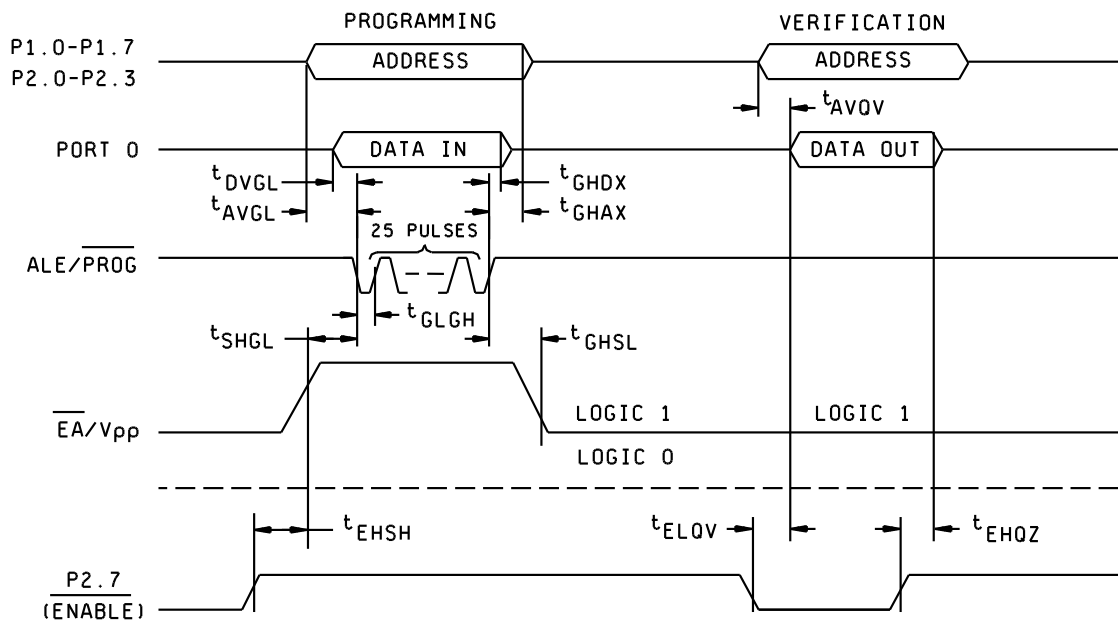 PROGRAMMING
VERIFICATION
P1.0-P1.7
P2.0-P2.3
ADDRESS
ADDRESS
tAVQV
PORT 0
DATA IN
DATA OUT
tDVGL
tGHDX
tAVGL
tGHAX
25 PULSES
ALE/PROG
tGLGH
tSHGL
tGHSL
EA/Vpp
LOGIC 1
LOGIC 1
LOGIC 0
tEHSH
tELQV
tEHQZ
P2.7
(ENABLE)